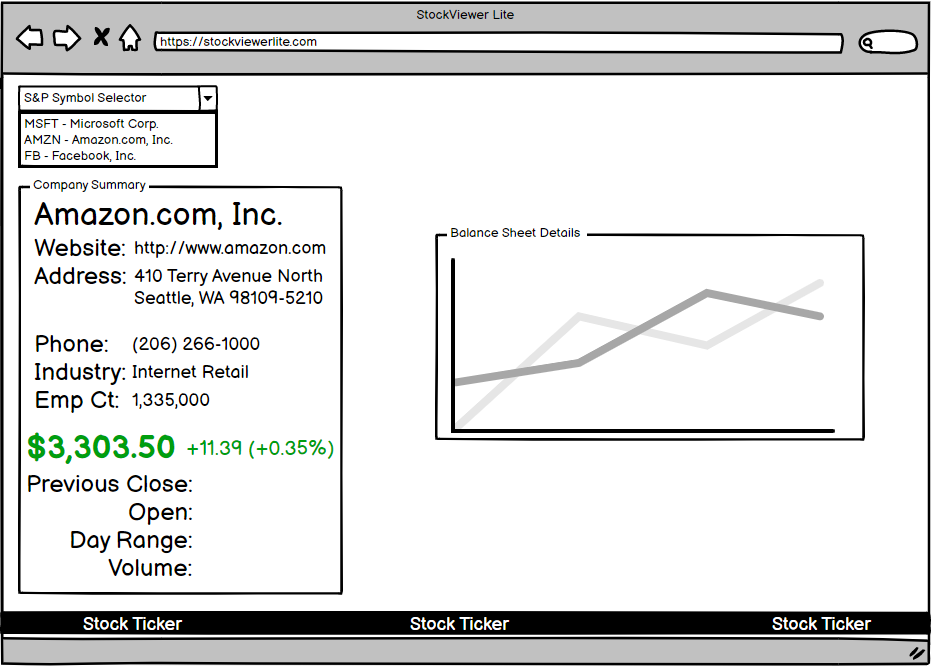 StockViewer Lite
https://stockviewerlite.com
S&P Symbol Selector
MSFT - Microsoft Corp.
AMZN - Amazon.com, Inc.
FB - Facebook, Inc.
Company Summary
Amazon.com, Inc.
Website: http://www.amazon.com
Address: 410 Terry Avenue North
Seattle, WA 98109-5210
Phone: (206) 266-1000
Industry: Internet Retail
Emp Ct: 1,335,000
$3,303.50 +11.39 (+0.35%)
Previous Close:
Open:
Day Range:
Volume:
Balance Sheet Details
Stock Ticker Stock Ticker Stock Ticker